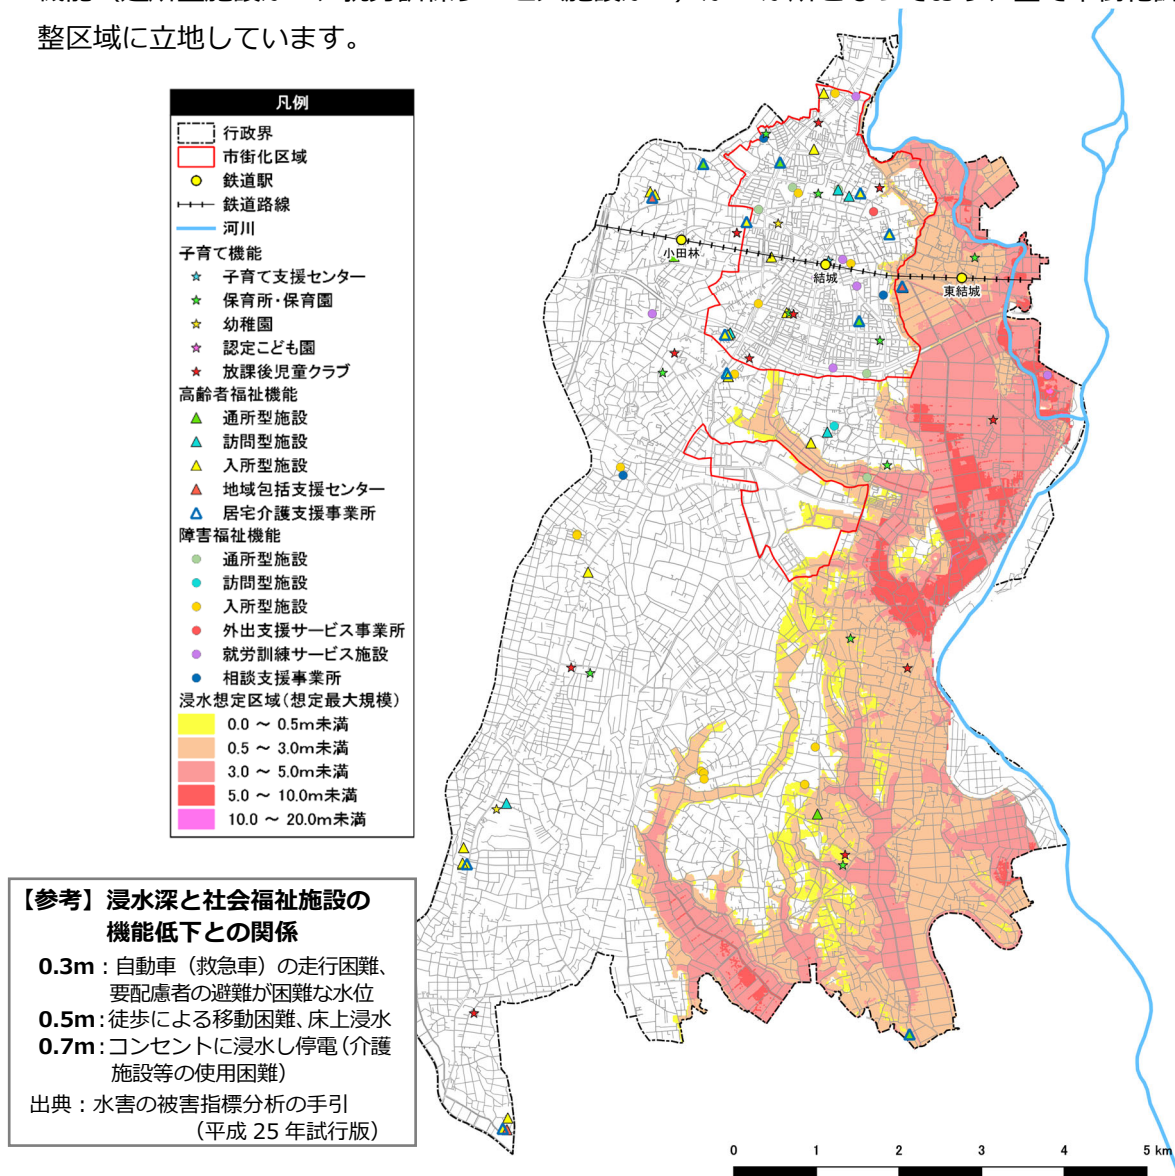 整区域に立地しています。
凡例
行政界
市街化区域
鉄道駅
鉄道路線
河川
子育て機能
子育て支援センター
保育所・保育園
幼稚園
認定こども園
放課後児童クラブ
高齢者福祉機能
通所型施設
訪問型施設
入所型施設
地域包括支援センター
居宅介護支援事業所
障害福祉機能
通所型施設
訪問型施設
入所型施設
外出支援サービス事業所
就労訓練サービス施設
相談支援事業所
浸水想定区域(想定最大規模)
0.0 ～ 0.5m未満
0.5 ～ 3.0m未満
3.0 ～ 5.0m未満
5.0 ～ 10.0m未満
10.0 ～ 20.0m未満
小田林
結城
東結城
【参考】浸水深と社会福祉施設の
機能低下との関係
0.3m：自動車（救急車）の走行困難、
要配慮者の避難が困難な水位
0.5m：徒歩による移動困難、床上浸水
0.7m：コンセントに浸水し停電（介護
施設等の使用困難）
出典：水害の被害指標分析の手引
（平成 25 年試行版）
0 1 2 3 4 5 km